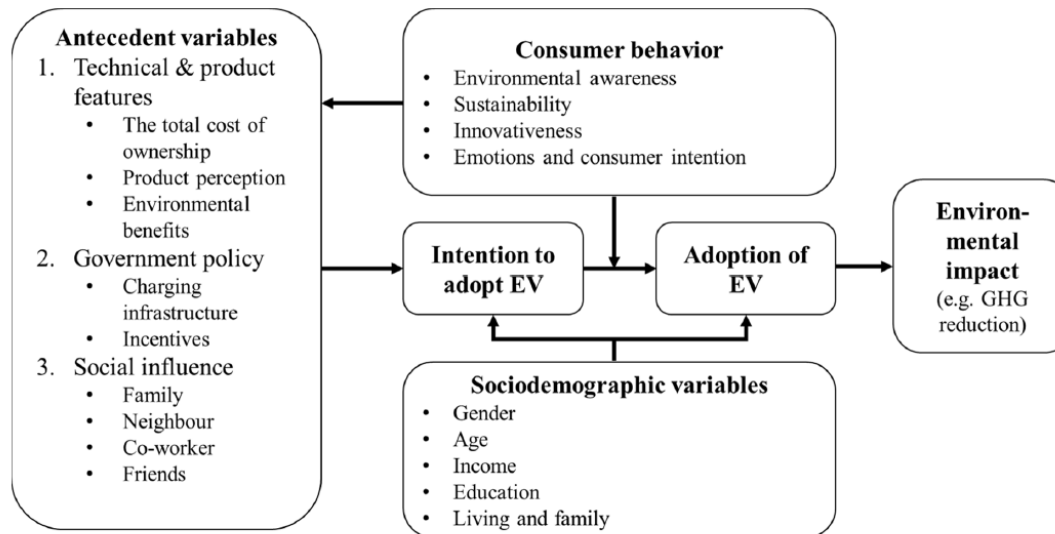 Antecedent variables
1. Technical & product
features
• The total cost of
ownership
• Product perception
• Environmental
benefits
2. Government policy
• Charging
infrastructure
• Incentives
3. Social influence
• Family
• Neighbour
• Co-worker
• Friends
Consumer behavior
• Environmental awareness
• Sustainability
• Innovativeness
• Emotions and consumer intention
Intention to
adopt EV
Adoption of
EV
Environ-
mental
impact
(e.g. GHG
reduction)
Sociodemographic variables
• Gender
• Age
• Income
• Education
• Living and family